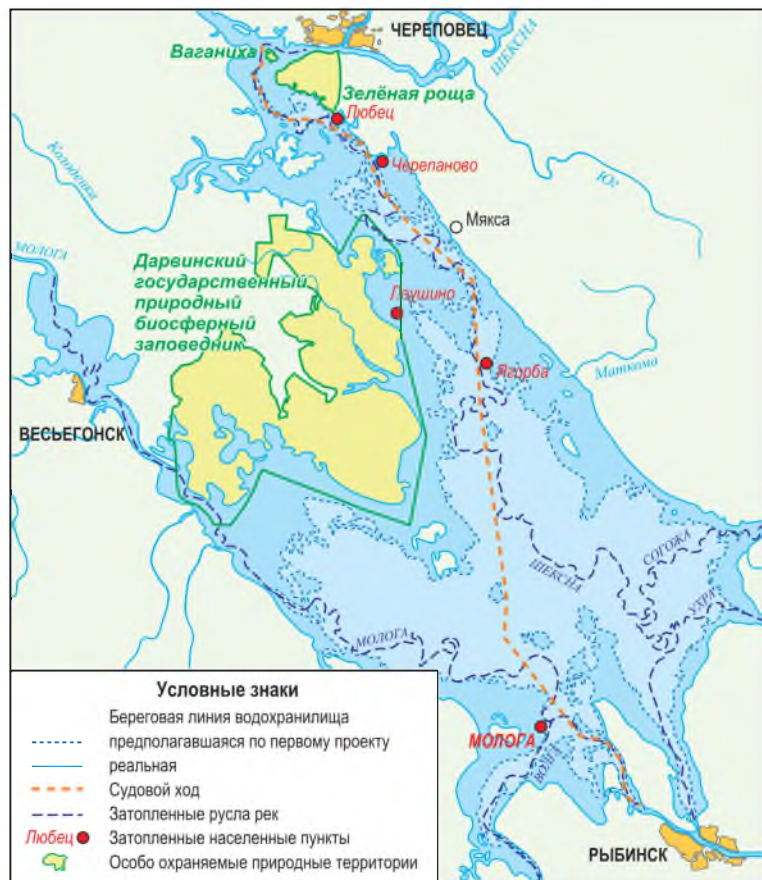 ЧЕРЕПОВЕЦ
ШЕКСНА
Ваганиха
Зелёная роща
Любец
Черепаново
Колоденка
Юг
Мякса
МОЛОГА
Дарвинский
государственный
природный
биосферный
заповедник
Глушино
Ягорба
Маткома
ВЕСЬЕГОНСК
СОГОЖА
ШЕКСНА
УХРА
МОЛОГА
МОЛОГА
ВОЛГА
РЫБИНСК
Условные знаки
Береговая линия водохранилища
предполагавшаяся по первому проекту
реальная
Судовой ход
Затопленные русла рек
Любец Затопленные населенные пункты
Особо охраняемые природные территории